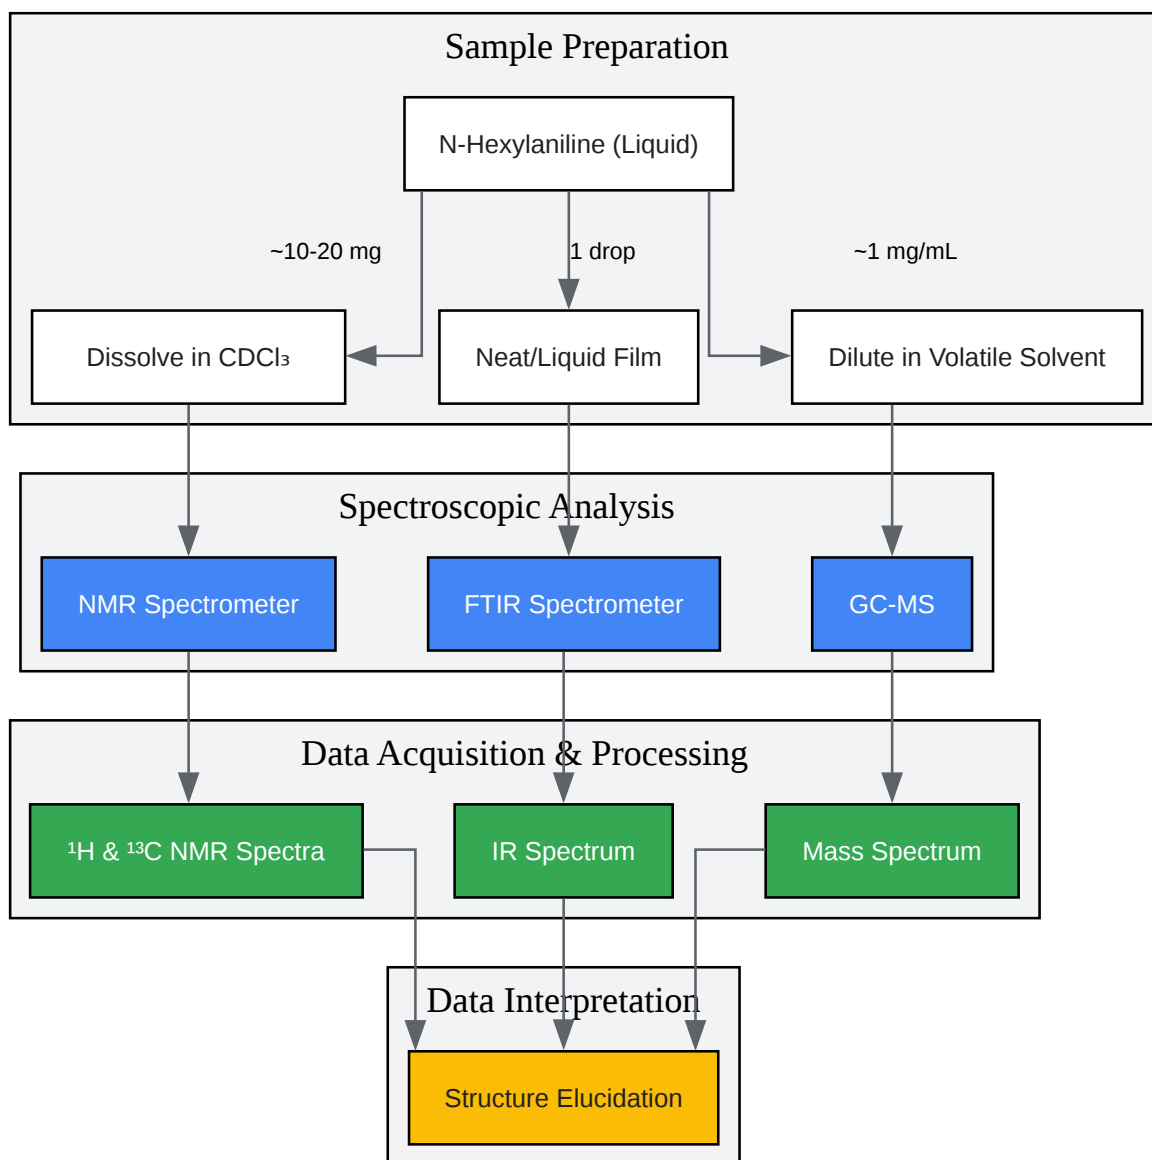 Sample Preparation
N-Hexylaniline (Liquid)
~10-20 mg
1 drop
~1 mg/mL
Dissolve in CDCl₃
Neat/Liquid Film
Dilute in Volatile Solvent
Spectroscopic Analysis
NMR Spectrometer
FTIR Spectrometer
GC-MS
Data Acquisition & Processing
¹H & ¹³C NMR Spectra
IR Spectrum
Mass Spectrum
Data Interpretation
Structure Elucidation